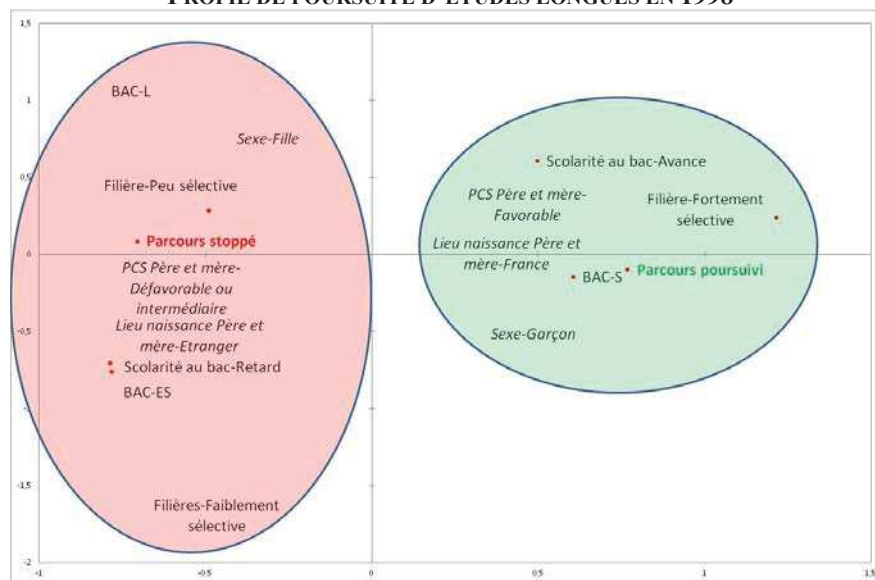 PROFIL DE POURSUITE D'ÉTUDES LONGUES EN 1996
1,5
BAC-L
1
Sexe-Fille
Scolarité au bac-Avance
Filière-Peu sélective
0,5
PCS Père et mère-
Favorable
Filière-Fortement
sélective
Parcours stoppé
Lieu naissance Père et
mère-France
0
PCS Père et mère-
Défavorable ou
intermédiaire
BAC-S
Parcours poursuivi
Lieu naissance Père et
mère-Etranger
-0,5
Sexe-Garçon
Scolarité au bac-Retard
BAC-ES
-1,5
Filières-Faiblement
sélective
-2
-1
-0,5
0
0,5
1
1,5